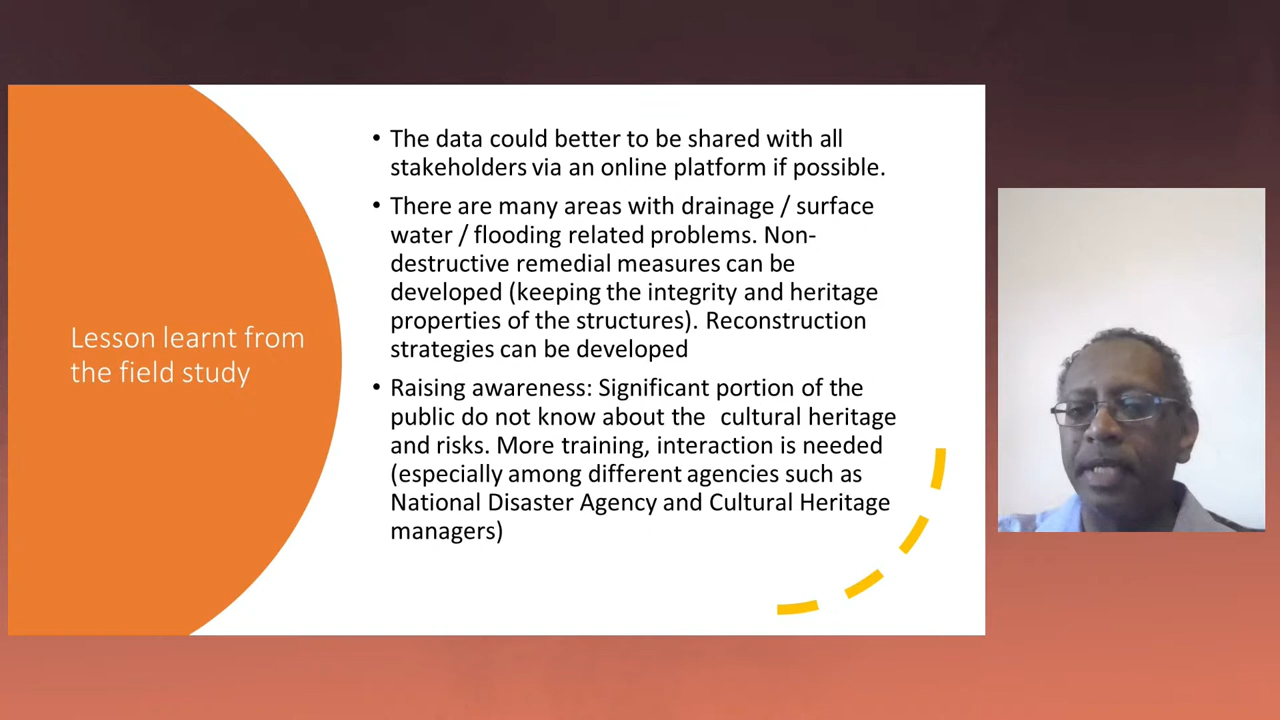 Lesson learnt from
the field study
• The data could better to be shared with all
stakeholders via an online platform if possible.
• There are many areas with drainage / surface
water / flooding related problems. Non-
destructive remedial measures can be
developed (keeping the integrity and heritage
properties of the structures). Reconstruction
strategies can be developed
• Raising awareness: Significant portion of the
public do not know about the  cultural heritage
and risks. More training, interaction is needed
(especially among different agencies such as
National Disaster Agency and Cultural Heritage
managers)